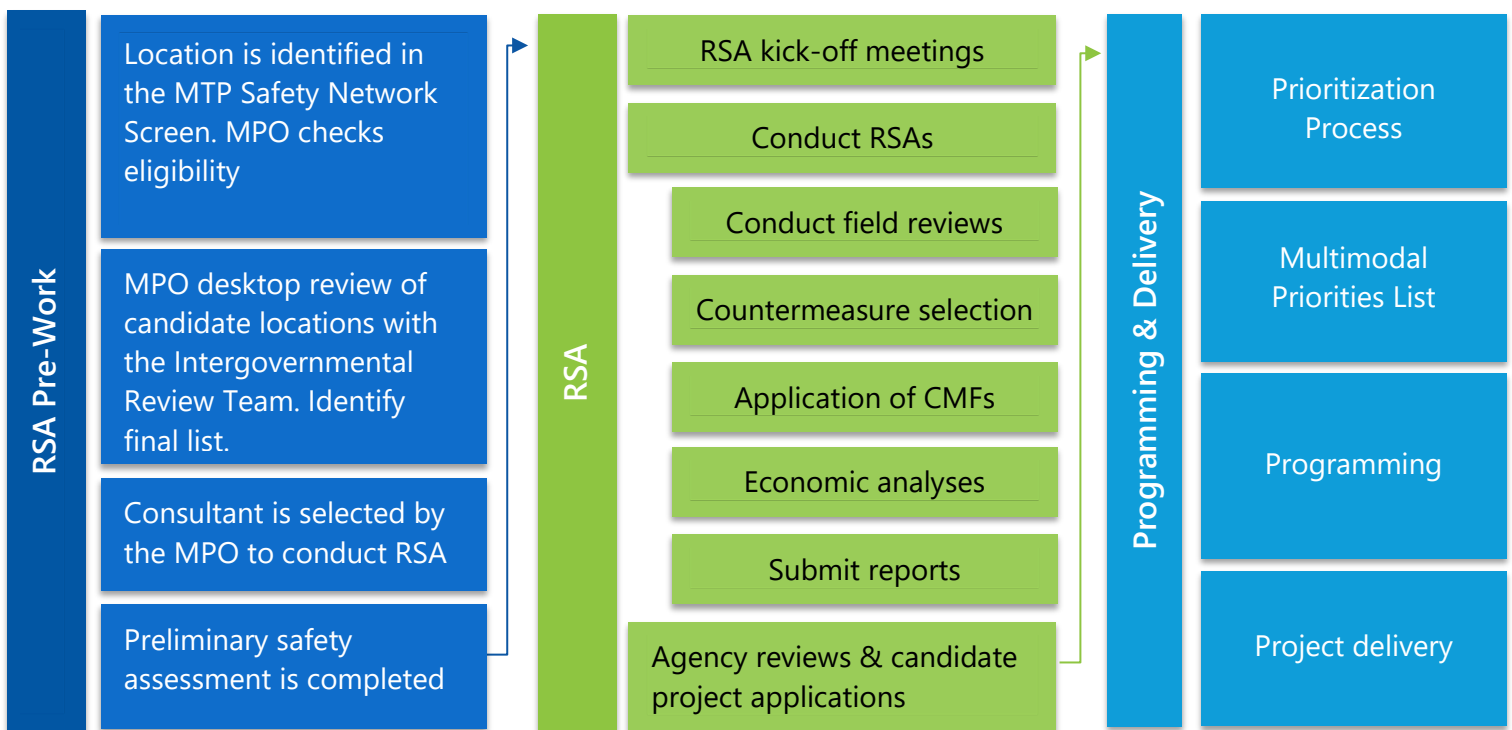 RSA Pre-Work
Location is identified in
the MTP Safety Network
Screen. MPO checks
eligibility
MPO desktop review of
candidate locations with
the Intergovernmental
Review Team. Identify
final list.
Consultant is selected by
the MPO to conduct RSA
Preliminary safety
assessment is completed
RSA
RSA kick-off meetings
Conduct RSAs
Conduct field reviews
Countermeasure selection
Application of CMFs
Economic analyses
Submit reports
Agency reviews & candidate
project applications
Programming & Delivery
Prioritization
Process
Multimodal
Priorities List
Programming
Project delivery